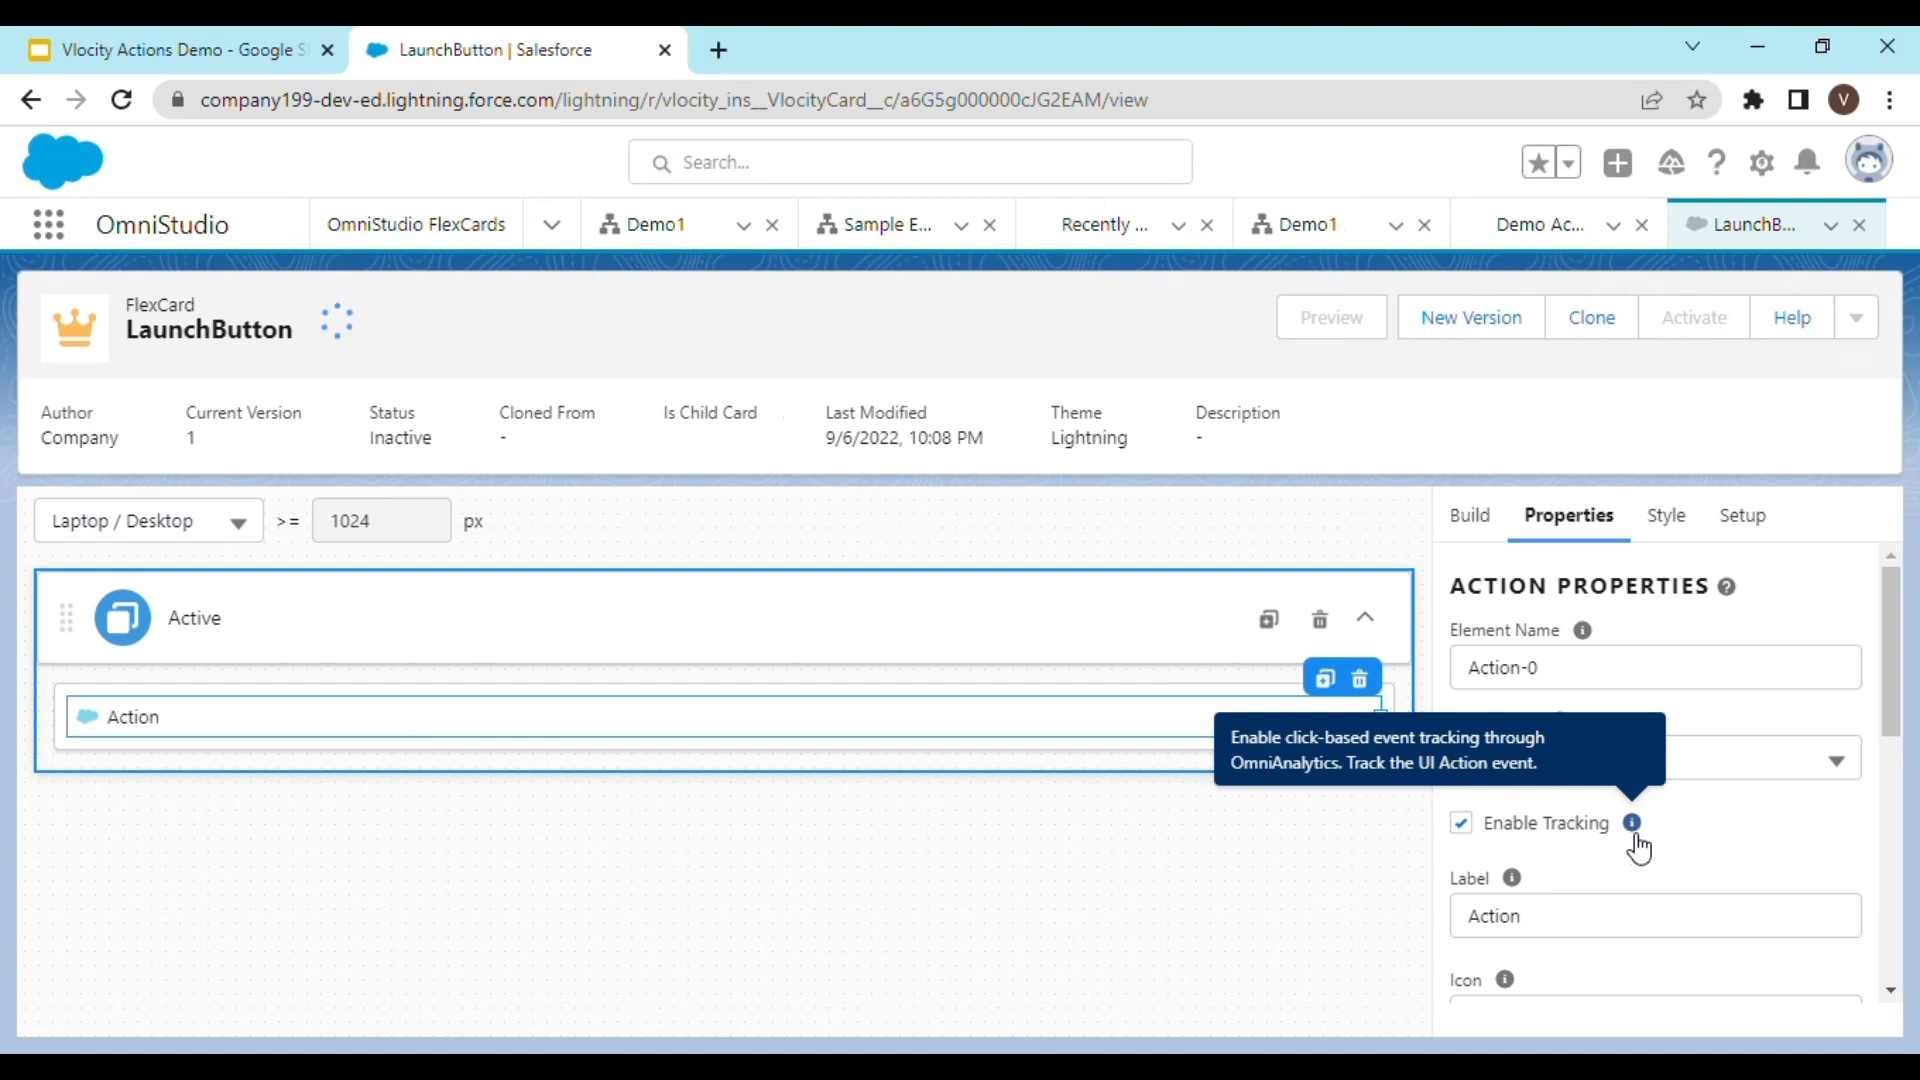 Vlocity Actions Demo - Google S
LaunchButton | Salesforce
company199-dev-ed.lightning.force.com/lightning/r/vlocity_ins__VlocityCard__c/a6G5g000000cJG2EAM/view
V
Search...
OmniStudio
OmniStudio FlexCards
Demo1
Sample E...
Recently ...
Demo1
Demo Ac...
LaunchB...
FlexCard
LaunchButton
Preview
New Version
Clone
Activate
Help
Author
Current Version
Status
Cloned From
Is Child Card
Last Modified
Theme
Description
Company
1
Inactive
-
9/6/2022, 10:08 PM
Lightning
-
Laptop / Desktop
>=
1024
px
Build
Properties
Style
Setup
Active
Action
ACTION PROPERTIES
Element Name
Action-0
Enable click-based event tracking through
OmniAnalytics. Track the UI Action event.
Enable Tracking
Label
Action
Icon